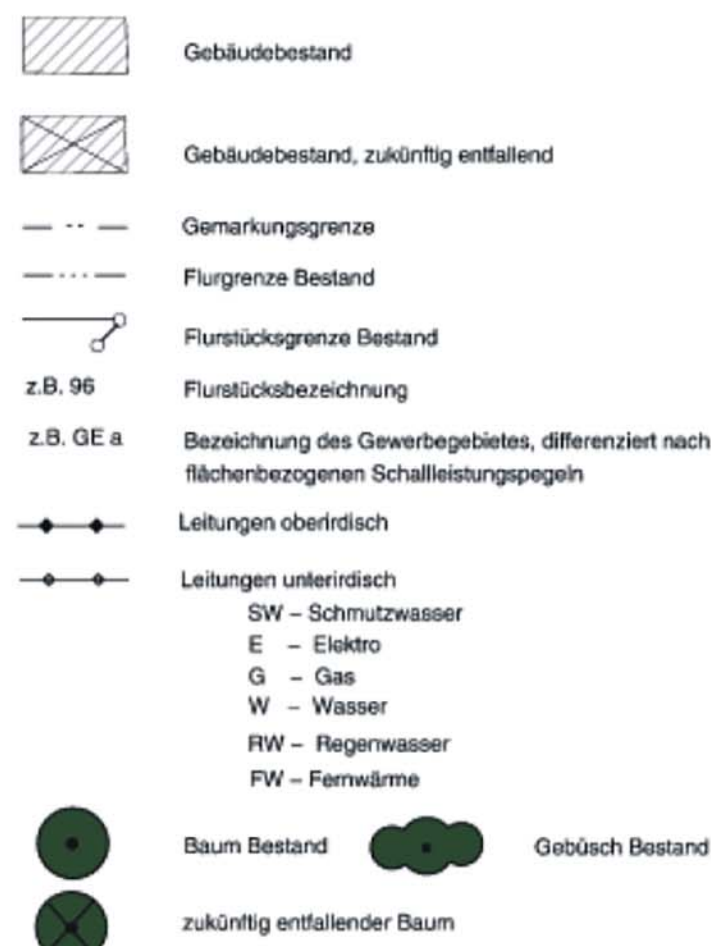 Gebäudebestand
Gebäudebestand, zukünftig entfallend
Gemarkungsgrenze
Flurgrenze Bestand
Flurstücksgrenze Bestand
z.B. 96 Flurstücksbezeichnung
z.B. GE a Bezeichnung des Gewerbegebietes, differenziert nach
flächenbezogenen Schallleistungspegeln
Leitungen oberirdisch
Leitungen unterirdisch
SW – Schmutzwasser
E – Elektro
G – Gas
W – Wasser
RW – Regenwasser
FW – Fernwärme
Baum Bestand Gebüsch Bestand
zukünftig entfallender Baum